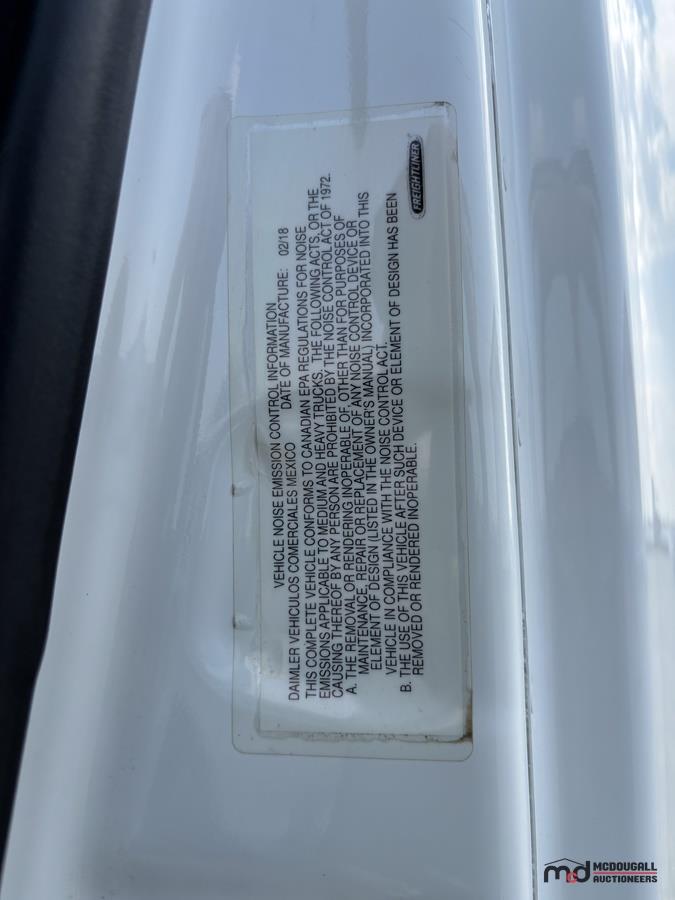 VEHICLE NOISE EMISSION CONTROL INFORMATION
DAIMLER VEHICULOS COMERCIALES MEXICO DATE OF MANUFACTURE: 02/18
THIS COMPLETE VEHICLE CONFORMS TO CANADIAN EPA REGULATIONS FOR NOISE
EMISSIONS APPLICABLE TO MEDIUM AND HEAVY TRUCKS. THE FOLLOWING ACTS, OR THE
CAUSING THEREOF BY ANY PERSON ARE PROHIBITED BY THE NOISE CONTROL ACT OF 1972.
A. THE REMOVAL OR RENDERING INOPERABLE OF, OTHER THAN FOR PURPOSES OF
MAINTENANCE, REPAIR OR REPLACEMENT OF ANY NOISE CONTROL DEVICE OR
ELEMENT OF DESIGN (LISTED IN THE OWNER'S MANUAL) INCORPORATED INTO THIS
VEHICLE IN COMPLIANCE WITH THE NOISE CONTROL ACT.
B. THE USE OF THIS VEHICLE AFTER SUCH DEVICE OR ELEMENT OF DESIGN HAS BEEN
REMOVED OR RENDERED INOPERABLE.
FREIGHTLINER
md MCDOUGALL
AUCTIONEERS